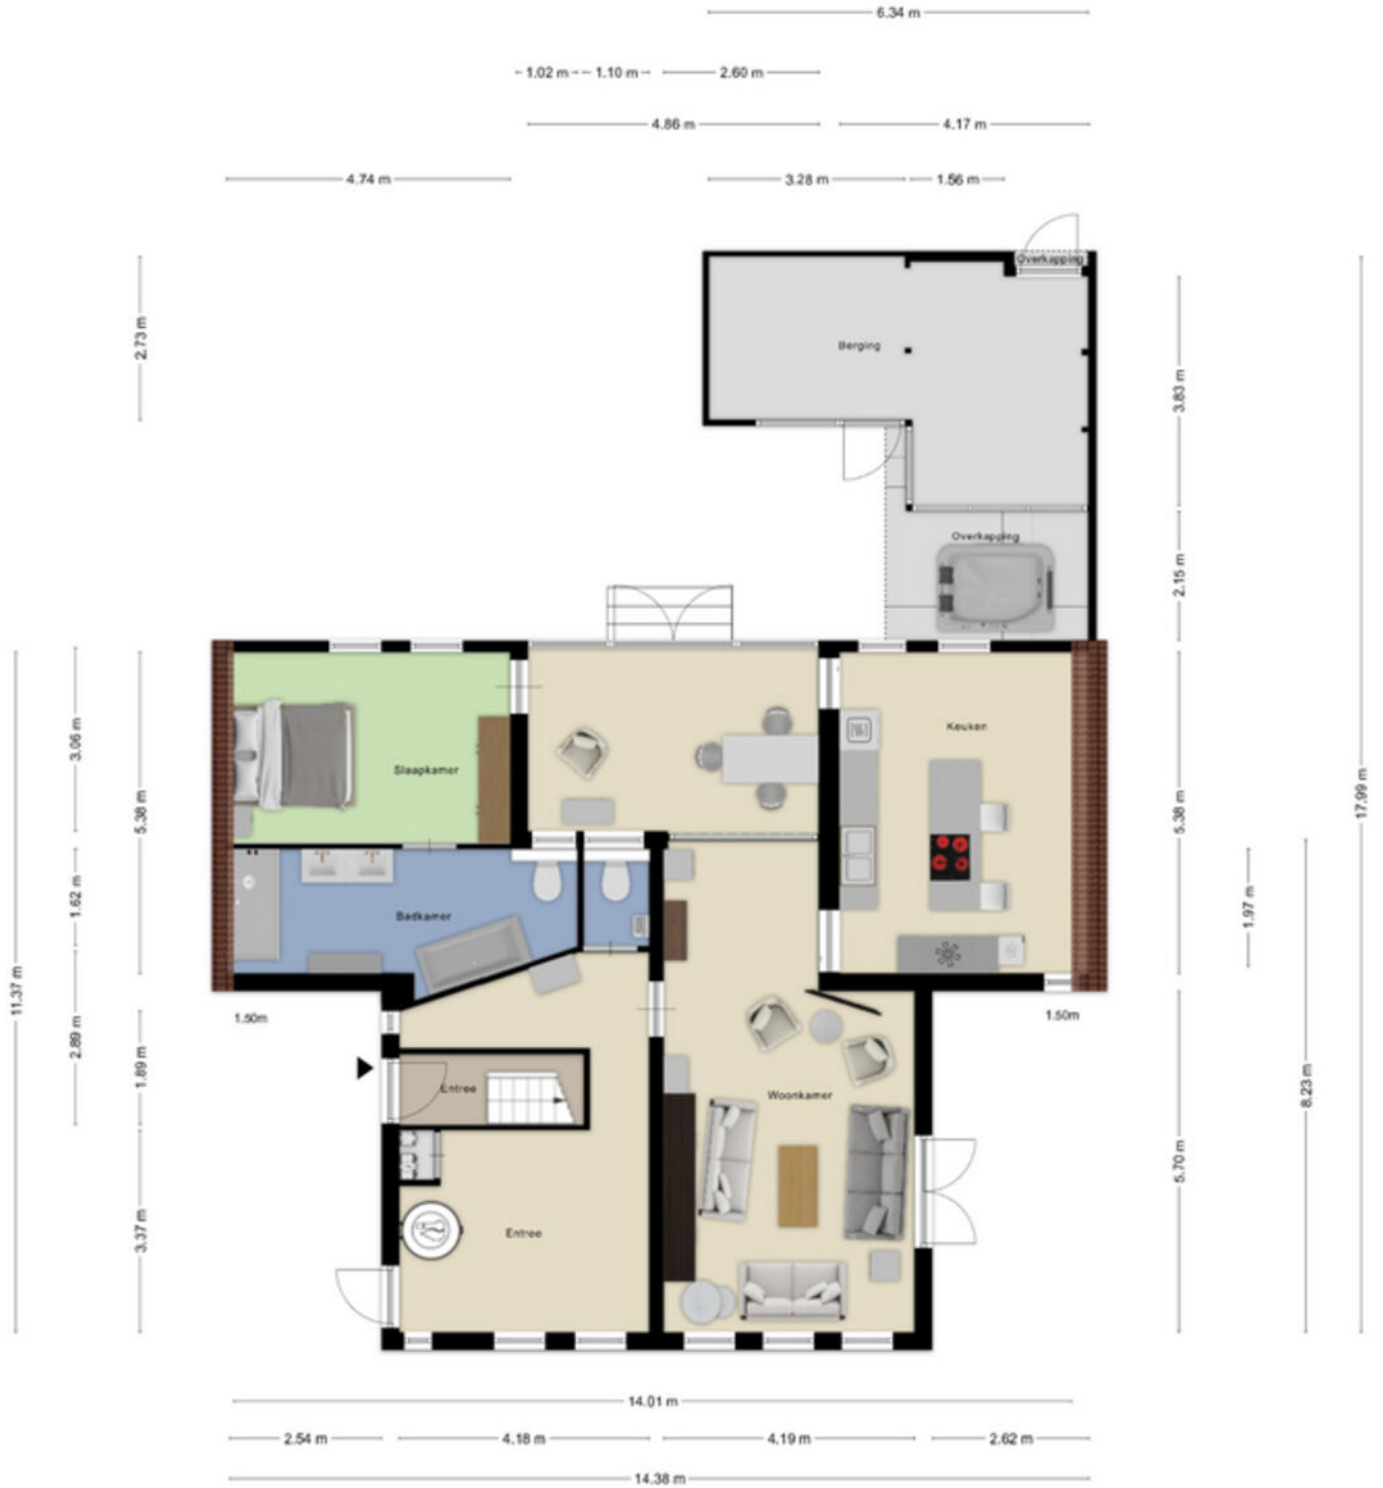 6.34 m
1.02 m
1.10 m
2.60 m
4.86 m
4.17 m
4.74 m
3.28 m
1.56 m
Overkapping
2.73 m
Berging
3.83 m
Overkapping
2.15 m
Keuken
3.06 m
Slaapkamer
17.99 m
5.38 m
5.38 m
1.62 m
Badkamer
1.97 m
11.37 m
1.50m
1.50m
2.89 m
1.89 m
Entree
Woonkamer
8.23 m
5.70 m
3.37 m
Entree
14.01 m
2.54 m
4.18 m
4.19 m
2.62 m
14.38 m